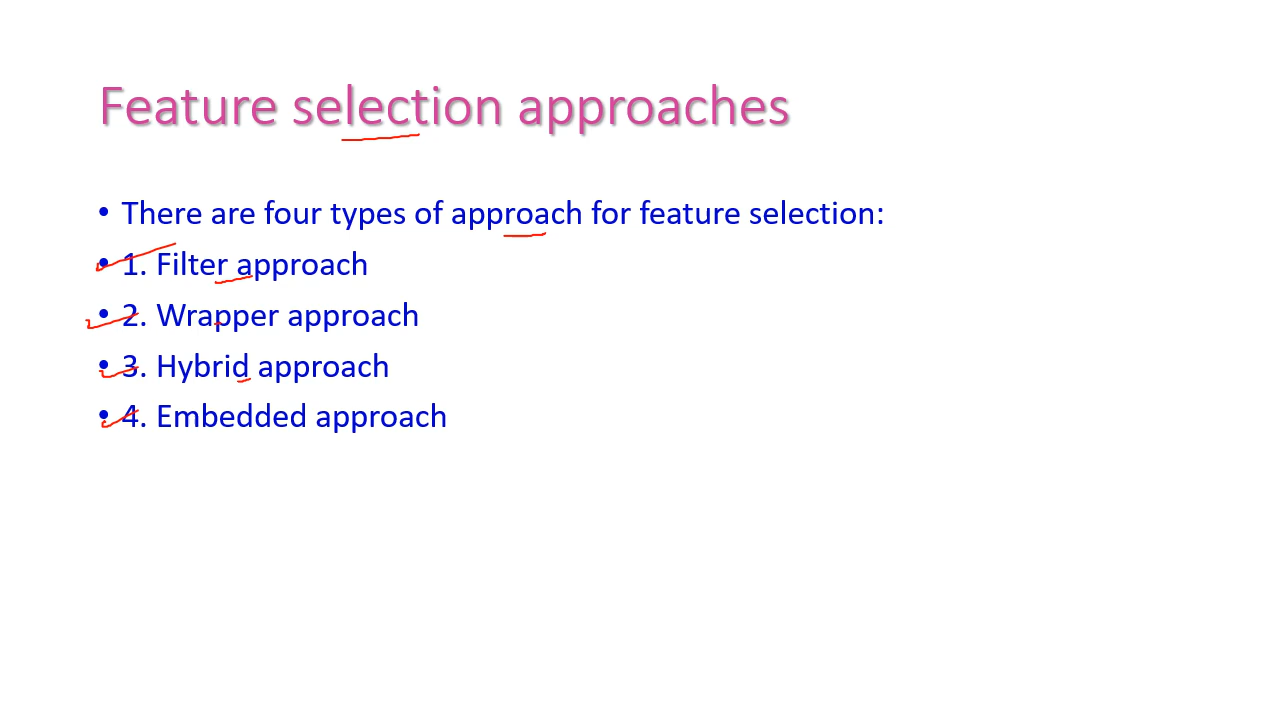 Feature selection approaches
• There are four types of approach for feature selection:
• 1. Filter approach
• 2. Wrapper approach
• 3. Hybrid approach
• 4. Embedded approach